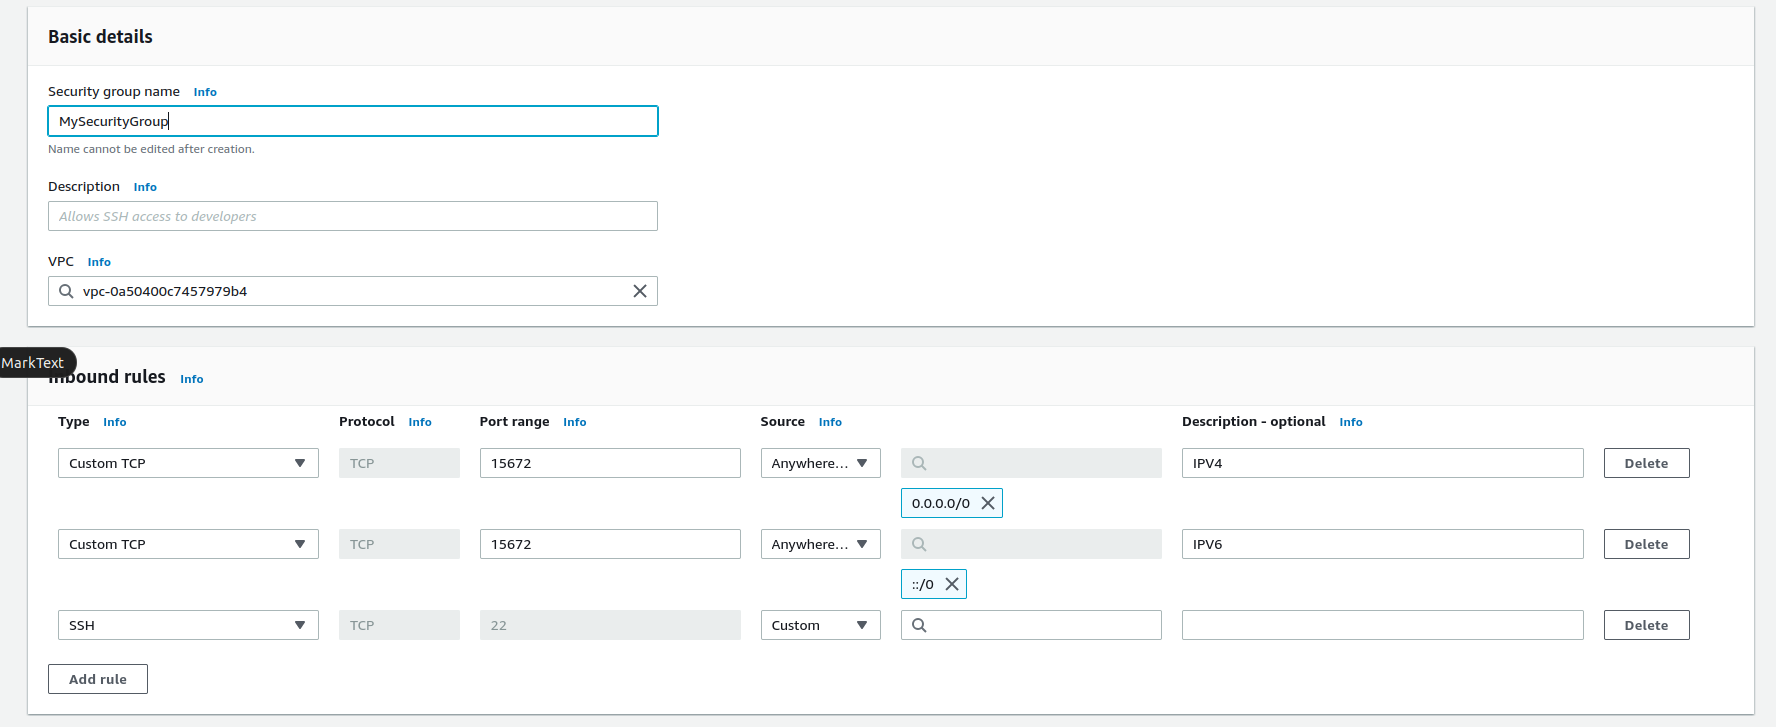 Basic details
Security group name Info
MySecurityGroup
Name cannot be edited after creation.
Description Info
Allows SSH access to developers
VPC Info
vpc-0a50400c7457979b4
MarkText
Inbound rules Info
Type Info Protocol Info Port range Info Source Info Description - optional Info
Custom TCP TCP 15672 Anywhere... IPV4 Delete
0.0.0.0/0
Custom TCP TCP 15672 Anywhere... IPV6 Delete
::/0
SSH TCP 22 Custom Delete
Add rule